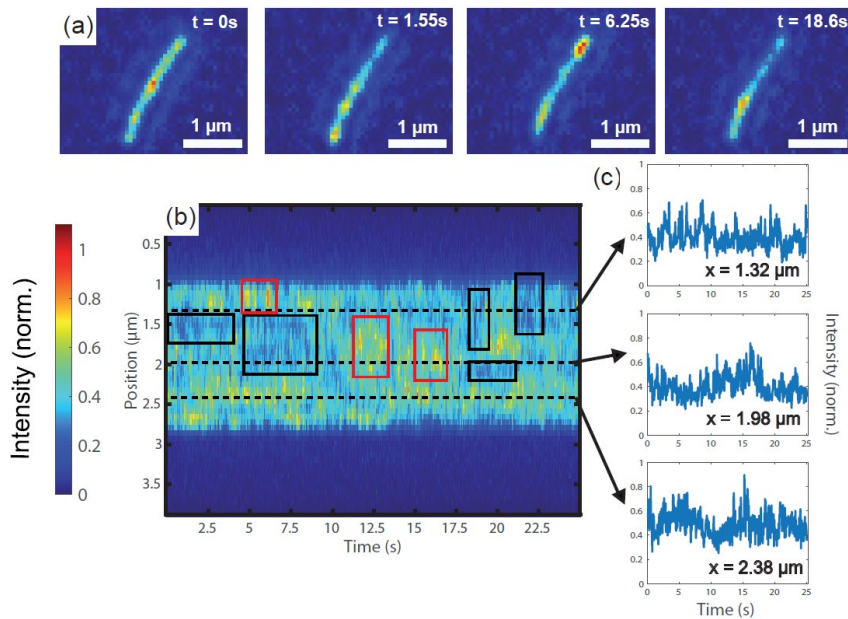 (a)
t = 0s
1 µm
t = 1.55s
1 µm
t = 6.25s
1 µm
t = 18.6s
1 µm
Intensity (norm.)
1
0.8
0.6
0.4
0.2
0
(b)
Position (µm)
0.5
1
1.5
2
2.5
3
3.5
2.5
5
7.5
10
12.5
15
17.5
20
22.5
Time (s)
(c)
1
0.8
0.6
0.4
0.2
0
0 5 10 15 20 25
x = 1.32 µm
1
0.8
0.6
0.4
0.2
0
0 5 10 15 20 25
x = 1.98 µm
Intensity (norm.)
1
0.8
0.6
0.4
0.2
0
0 5 10 15 20 25
x = 2.38 µm
Time (s)